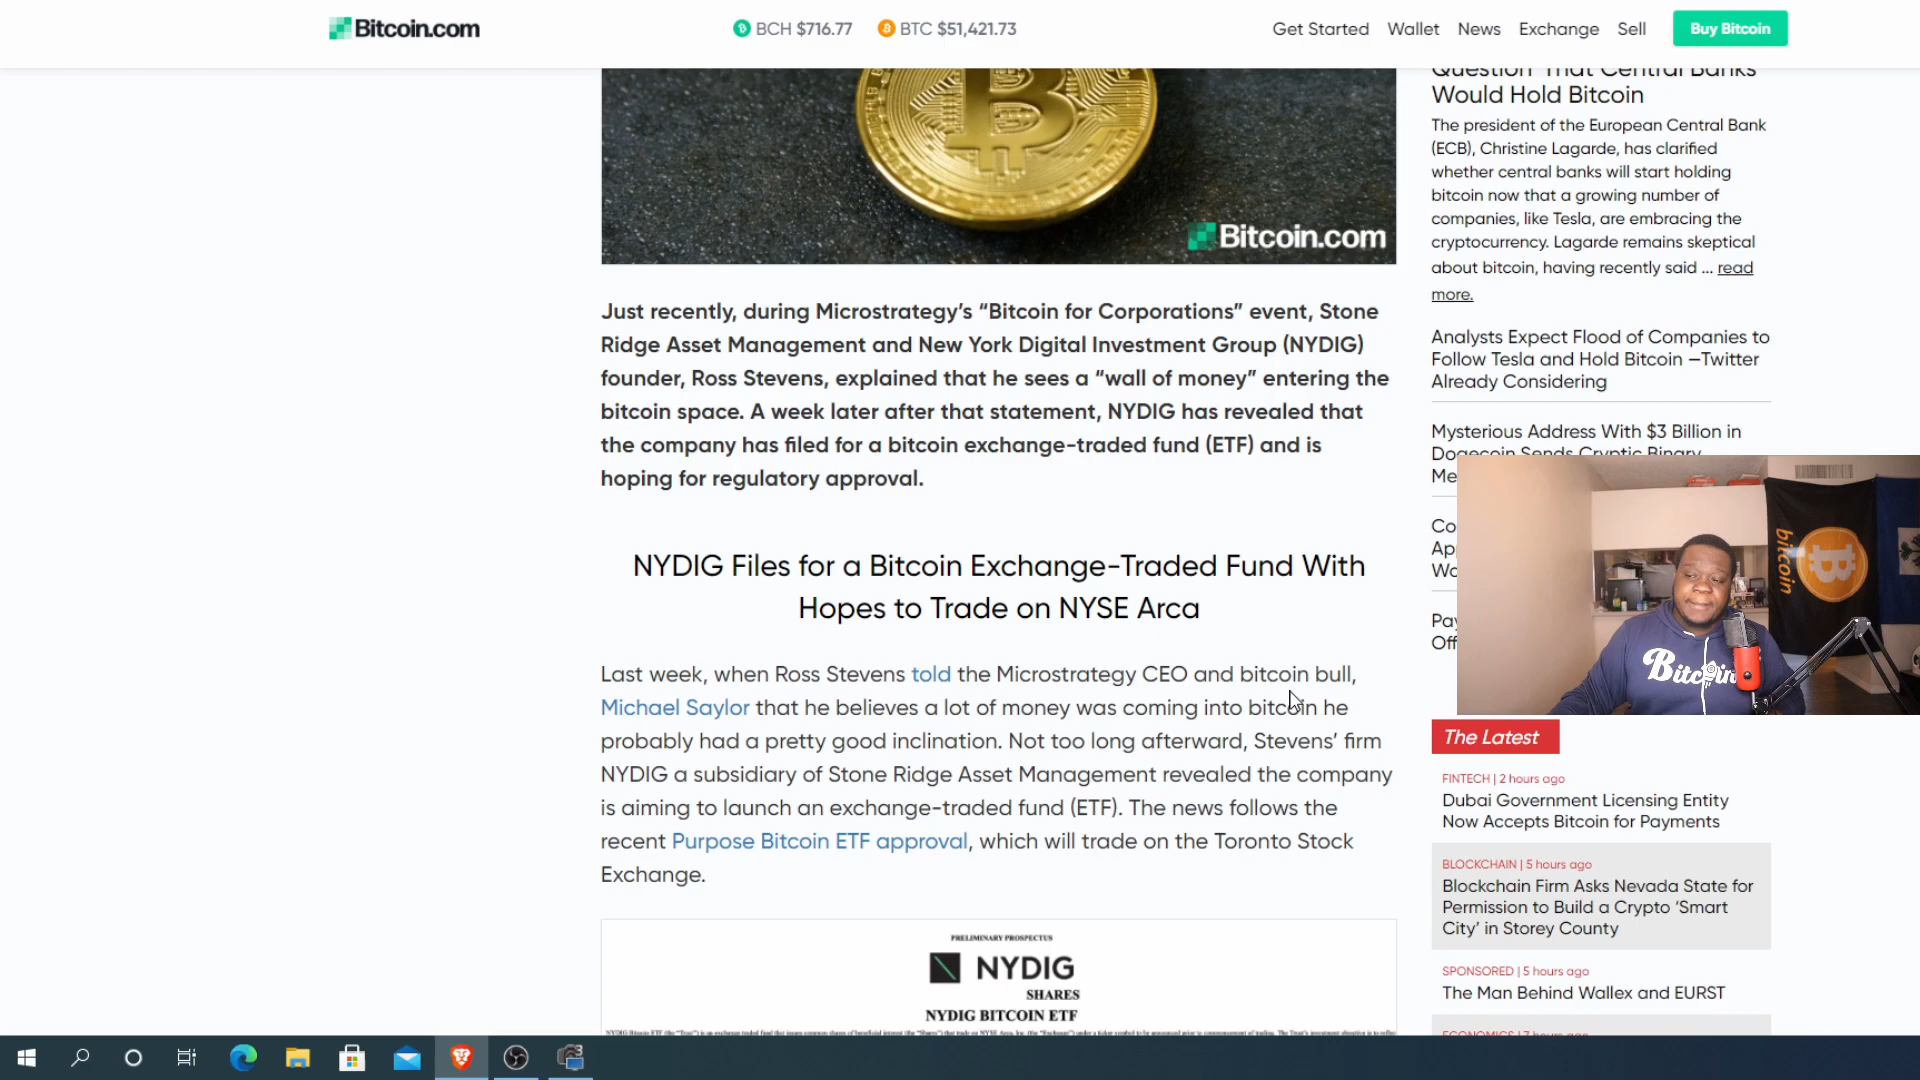 Bitcoin.com
BCH $716.77
BTC $51,421.73
Get Started
Wallet
News
Exchange
Sell
Buy Bitcoin
Bitcoin.com
Just recently, during Microstrategy's “Bitcoin for Corporations” event, Stone
Ridge Asset Management and New York Digital Investment Group (NYDIG)
founder, Ross Stevens, explained that he sees a “wall of money” entering the
bitcoin space. A week later after that statement, NYDIG has revealed that
the company has filed for a bitcoin exchange-traded fund (ETF) and is
hoping for regulatory approval.
NYDIG Files for a Bitcoin Exchange-Traded Fund With
Hopes to Trade on NYSE Arca
Last week, when Ross Stevens told the Microstrategy CEO and bitcoin bull,
Michael Saylor that he believes a lot of money was coming into bitcoin he
probably had a pretty good inclination. Not too long afterward, Stevens' firm
NYDIG a subsidiary of Stone Ridge Asset Management revealed the company
is aiming to launch an exchange-traded fund (ETF). The news follows the
recent Purpose Bitcoin ETF approval, which will trade on the Toronto Stock
Exchange.
PRELIMINARY PROSPECTUS
NYDIG
SHARES
NYDIG BITCOIN ETF
Question That Central Banks
Would Hold Bitcoin
The president of the European Central Bank
(ECB), Christine Lagarde, has clarified
whether central banks will start holding
bitcoin now that a growing number of
companies, like Tesla, are embracing the
cryptocurrency. Lagarde remains skeptical
about bitcoin, having recently said ... read
more.
Analysts Expect Flood of Companies to
Follow Tesla and Hold Bitcoin —Twitter
Already Considering
Mysterious Address With $3 Billion in
Dogecoin Sends Cryptic Binary
bitcoin
Bitcoin
The Latest
FINTECH | 2 hours ago
Dubai Government Licensing Entity
Now Accepts Bitcoin for Payments
BLOCKCHAIN | 5 hours ago
Blockchain Firm Asks Nevada State for
Permission to Build a Crypto ‘Smart
City’ in Storey County
SPONSORED | 5 hours ago
The Man Behind Wallex and EURST
ECONOMICS | 7 hours ago